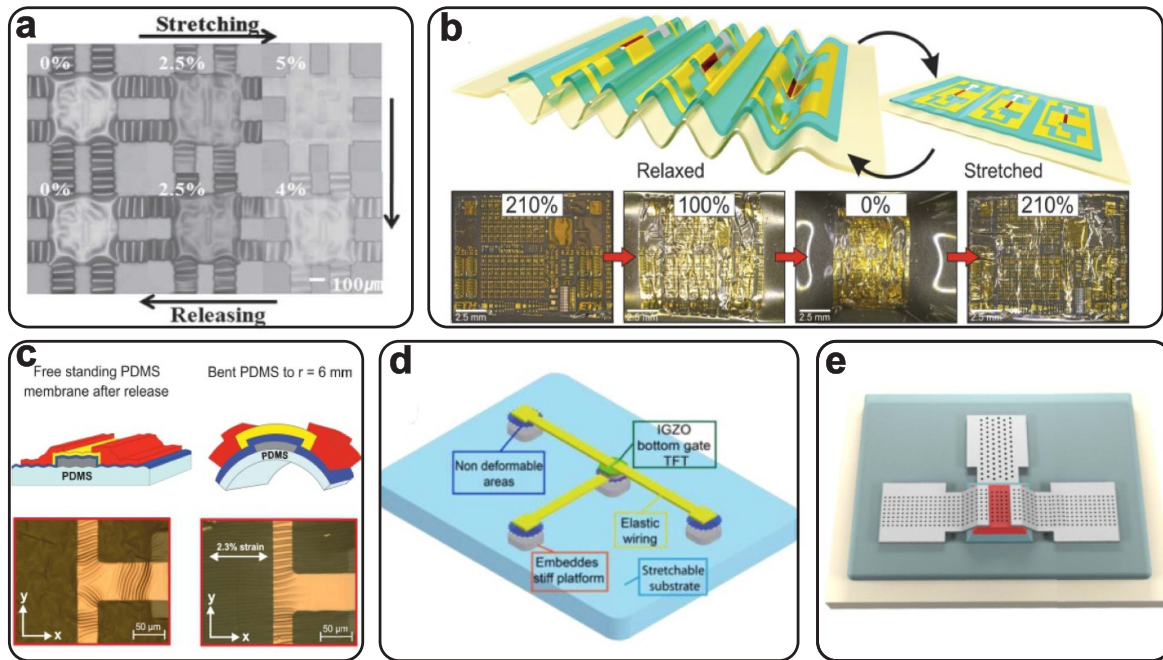 a
Stretching
0%
2.5%
5%
0%
2.5%
4%
100μm
Releasing
b
Relaxed
Stretched
210%
100%
0%
210%
2.5 mm
2.5 mm
2.5 mm
2.5 mm
c
Free standing PDMS
membrane after release
Bent PDMS to r = 6 mm
PDMS
PDMS
2.3% strain
y
x
50 μm
y
x
50 μm
d
IGZO
bottom gate
TFT
Non deformable
areas
Elastic
wiring
Embeddes
stiff platform
Stretchable
substrate
e